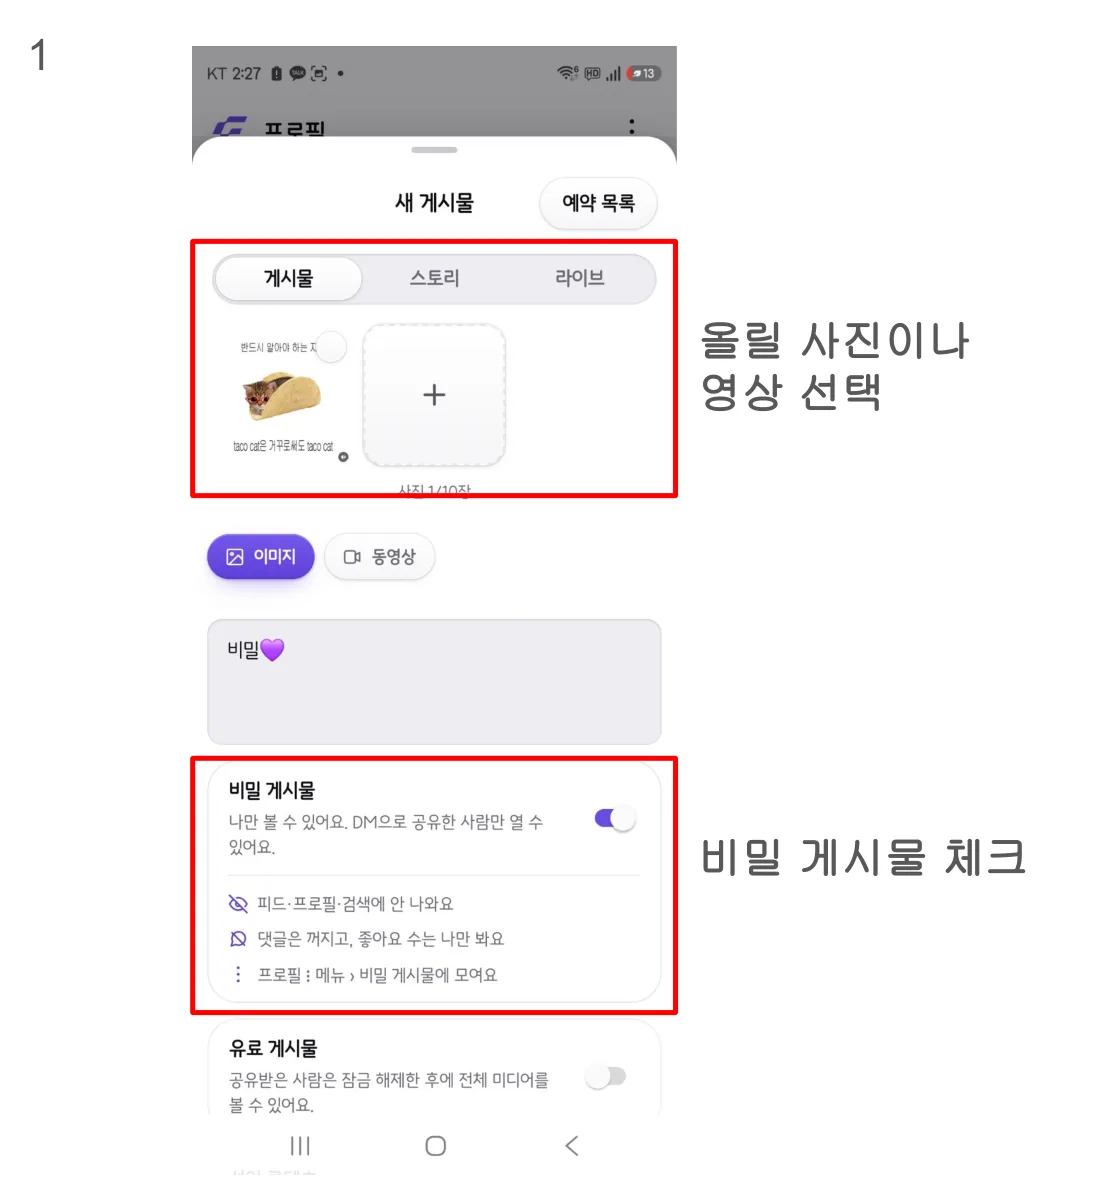 1
KT 2:27
HD
13
프로필
새 게시물
예약 목록
게시물
스토리
라이브
반드시 알아야 하는 지
taco cat은 거꾸로써도 taco cat
사진 1/10장
올릴 사진이나
영상 선택
이미지
동영상
비밀💜
비밀 게시물
나만 볼 수 있어요. DM으로 공유한 사람만 열 수
있어요.
피드·프로필·검색에 안 나와요
댓글은 꺼지고, 좋아요 수는 나만 봐요
프로필 ⋮ 메뉴 › 비밀 게시물에 모여요
비밀 게시물 체크
유료 게시물
공유받은 사람은 잠금 해제한 후에 전체 미디어를
볼 수 있어요.